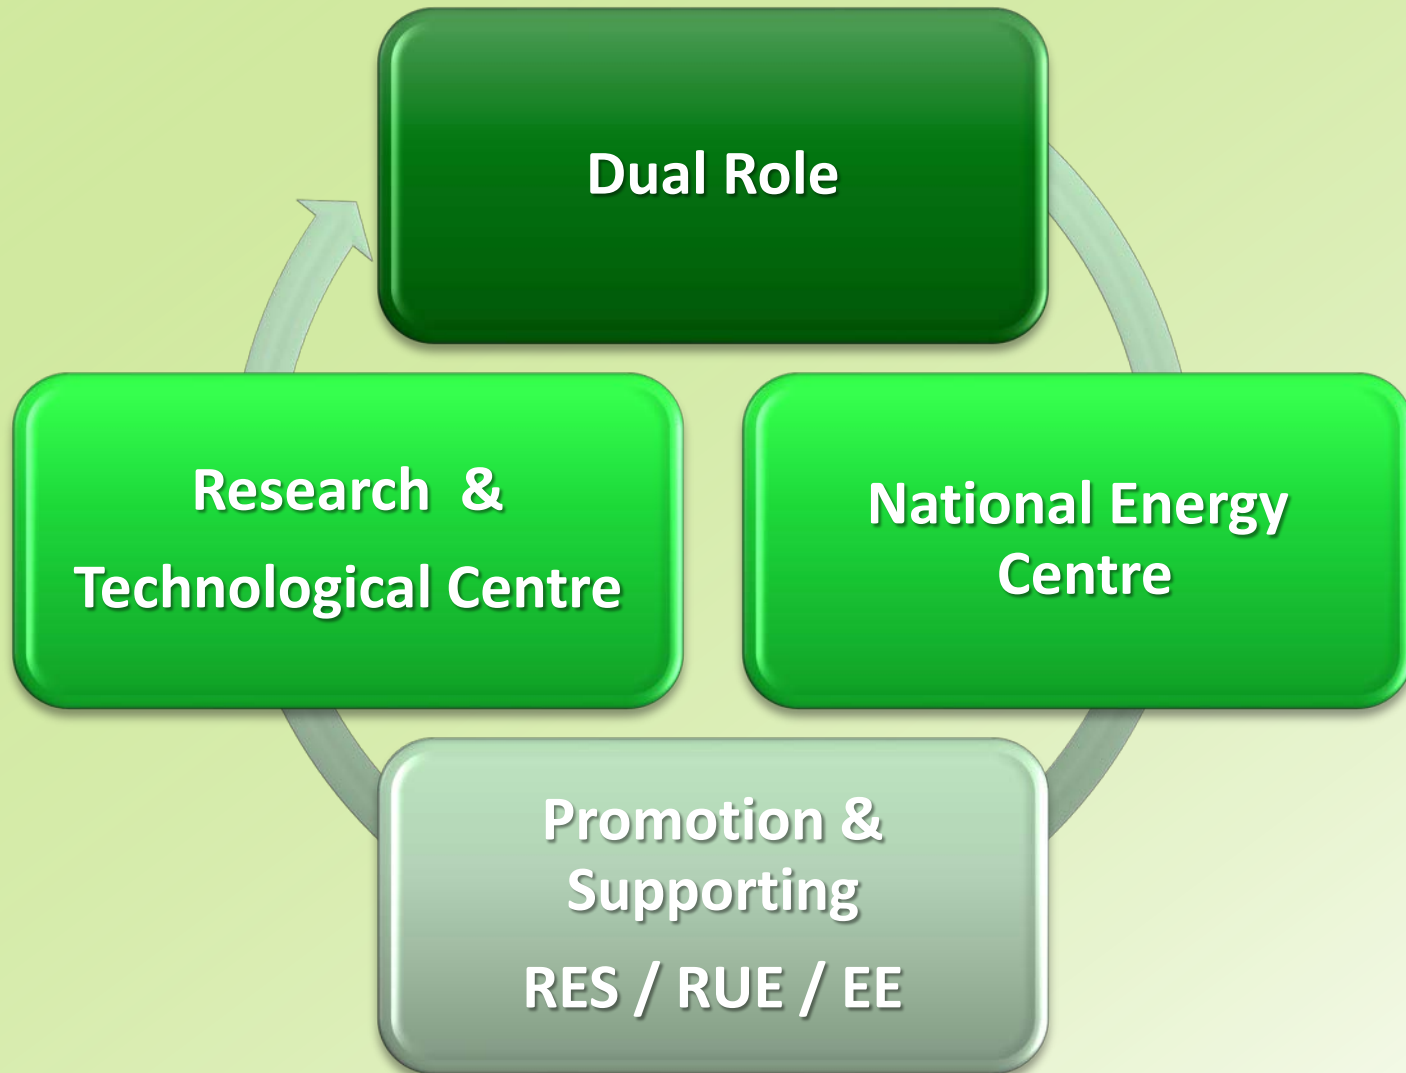 Dual Role
Research &
Technological Centre
National Energy
Centre
Promotion &
Supporting
RES / RUE / EE